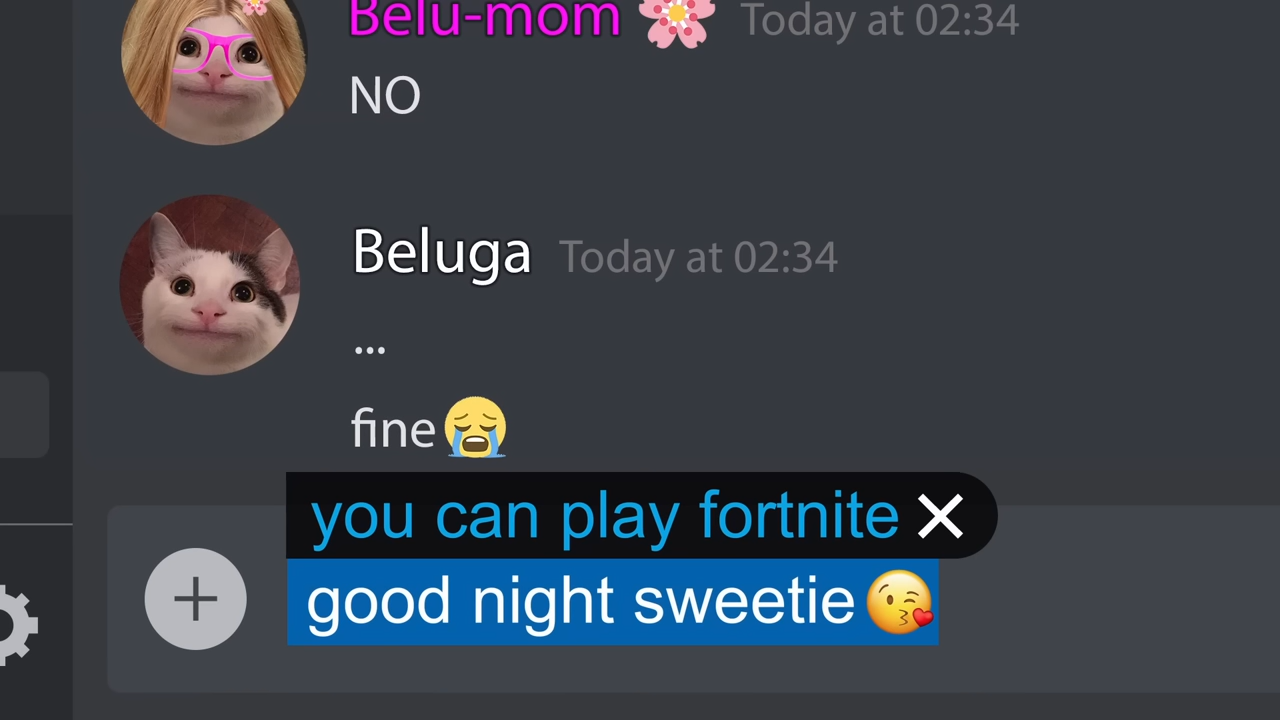 Belu-mom 🌸 Today at 02:34
NO
Beluga Today at 02:34
...
fine😭
you can play fortnite ✕
good night sweetie😘